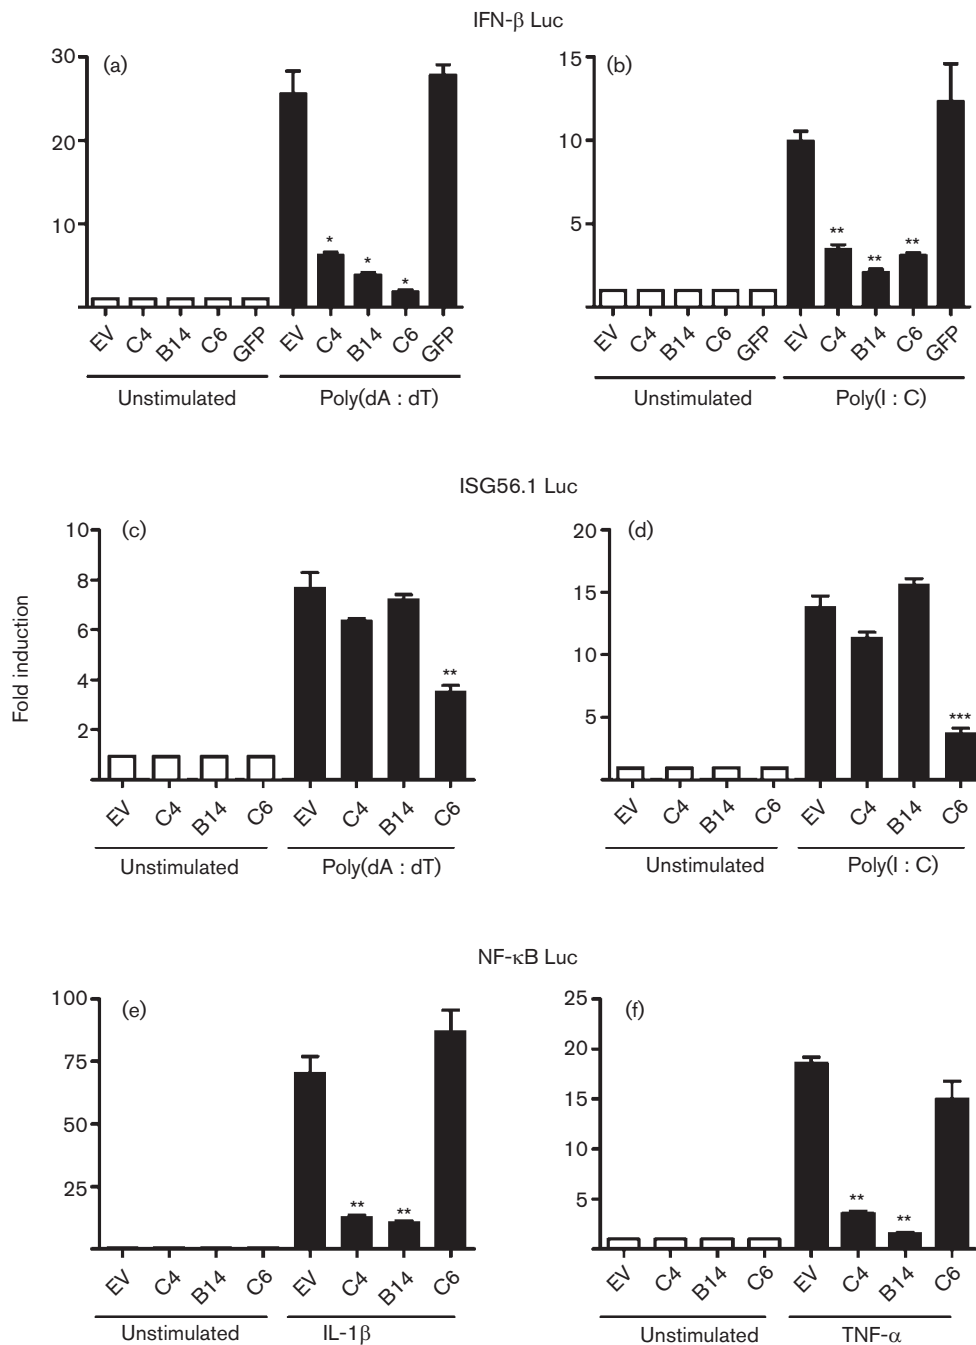 IFN-β Luc
(a)
30
20
10
*
*
*
EV C4 B14 C6 GFP EV C4 B14 C6 GFP
Unstimulated Poly(dA : dT)
(b)
15
10
5
**
**
**
EV C4 B14 C6 GFP EV C4 B14 C6 GFP
Unstimulated Poly(I : C)
ISG56.1 Luc
Fold induction
(c)
10
8
6
4
2
**
EV C4 B14 C6 EV C4 B14 C6
Unstimulated Poly(dA : dT)
(d)
20
15
10
5
***
EV C4 B14 C6 EV C4 B14 C6
Unstimulated Poly(I : C)
NF-κB Luc
(e)
100
75
50
25
**
**
EV C4 B14 C6 EV C4 B14 C6
Unstimulated IL-1β
(f)
25
20
15
10
5
**
**
EV C4 B14 C6 EV C4 B14 C6
Unstimulated TNF-α